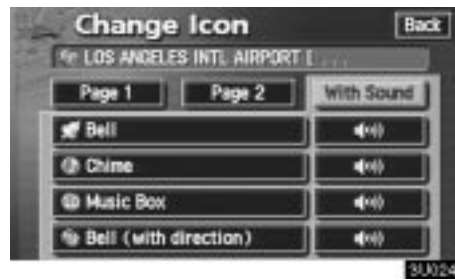 Change Icon Back
LOS ANGELES INTL AIRPORT [ ...
Page 1 Page 2 With Sound
Bell
Chime
Music Box
Bell (with direction)
3U024